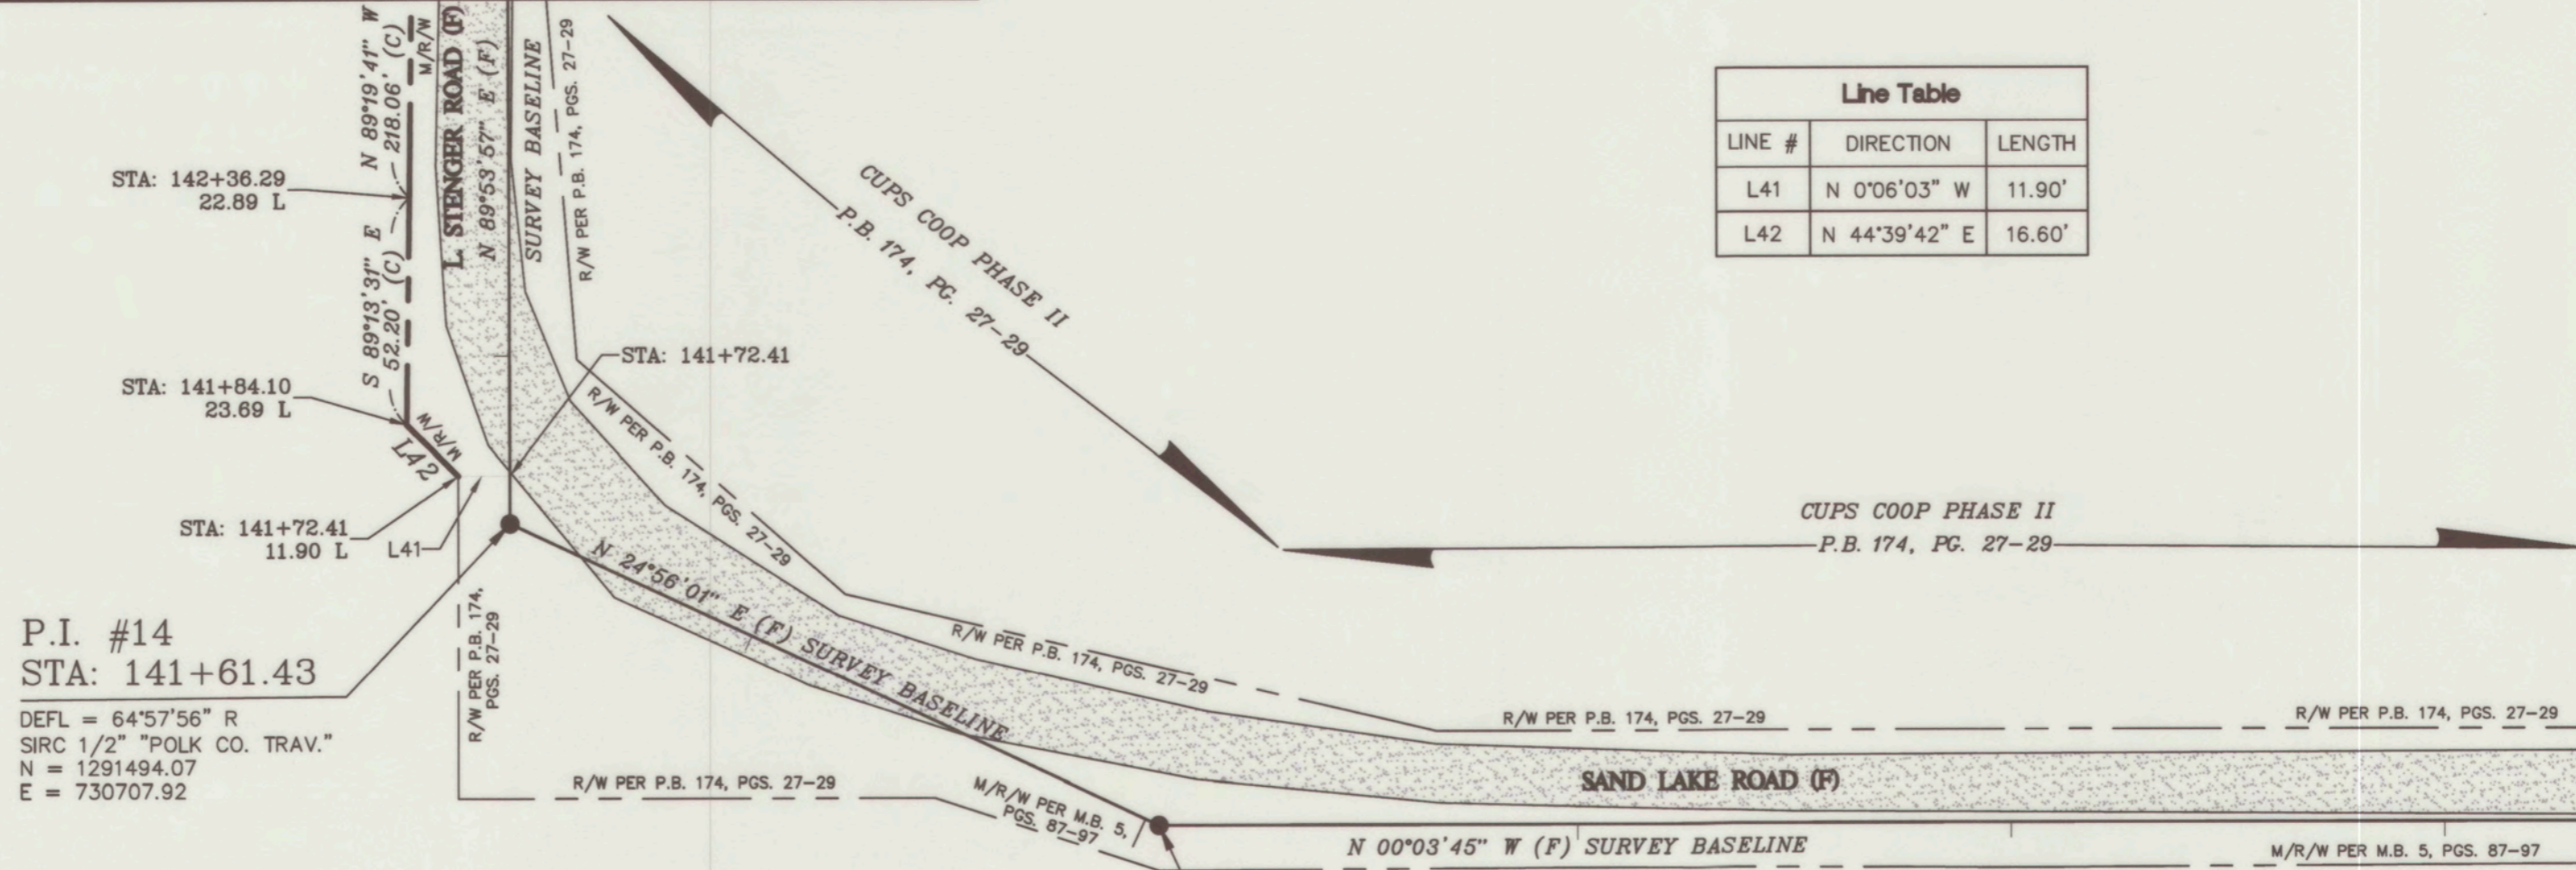 N 89°19'41" W
218.06' (C)
M/R/W
L STENGER ROAD (F)
N 89°53'57" E (F)
SURVEY BASELINE
R/W PER P.B. 174, PGS. 27-29
STA: 142+36.29
22.89 L
S 89°13'31" E
52.20' (C)
STA: 141+84.10
23.69 L
M/R/W
L42
STA: 141+72.41
STA: 141+72.41
11.90 L
L41
P.I. #14
STA: 141+61.43
DEFL = 64°57'56" R
SIRC 1/2" "POLK CO. TRAV."
N = 1291494.07
E = 730707.92
R/W PER P.B. 174,
PGS. 27-29
R/W PER P.B. 174, PGS. 27-29
R/W PER P.B. 174, PGS. 27-29
N 24°56'01" E (F) SURVEY BASELINE
R/W PER P.B. 174, PGS. 27-29
M/R/W PER M.B. 5,
PGS. 87-97
CUPS COOP PHASE II
P.B. 174, PG. 27-29
Line Table
LINE # DIRECTION LENGTH
L41 N 0°06'03" W 11.90'
L42 N 44°39'42" E 16.60'
CUPS COOP PHASE II
P.B. 174, PG. 27-29
R/W PER P.B. 174, PGS. 27-29
R/W PER P.B. 174, PGS. 27-29
SAND LAKE ROAD (F)
N 00°03'45" W (F) SURVEY BASELINE
M/R/W PER M.B. 5, PGS. 87-97